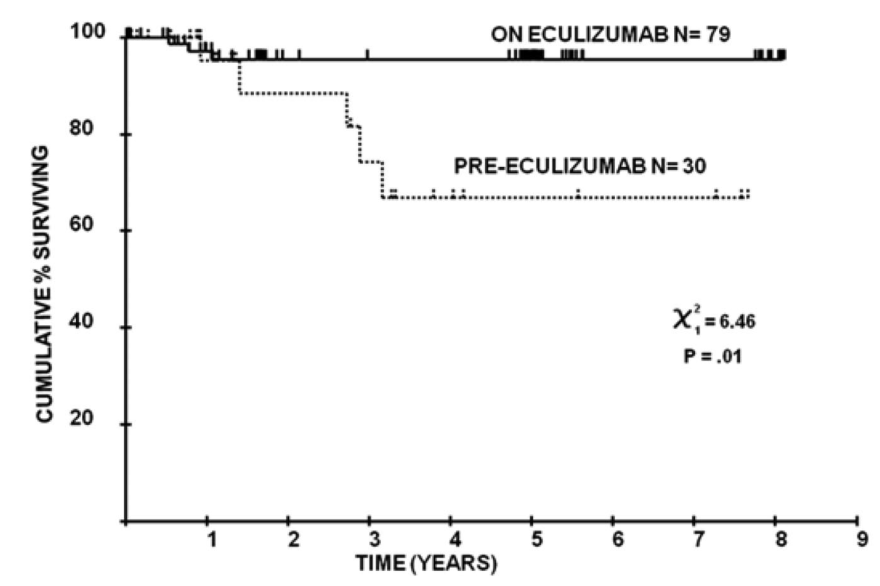 100
ON ECULIZUMAB N= 79
80
PRE-ECULIZUMAB N= 30
60
CUMULATIVE % SURVIVING
40
χ²₁ = 6.46
P = .01
20
1 2 3 4 5 6 7 8 9
TIME (YEARS)